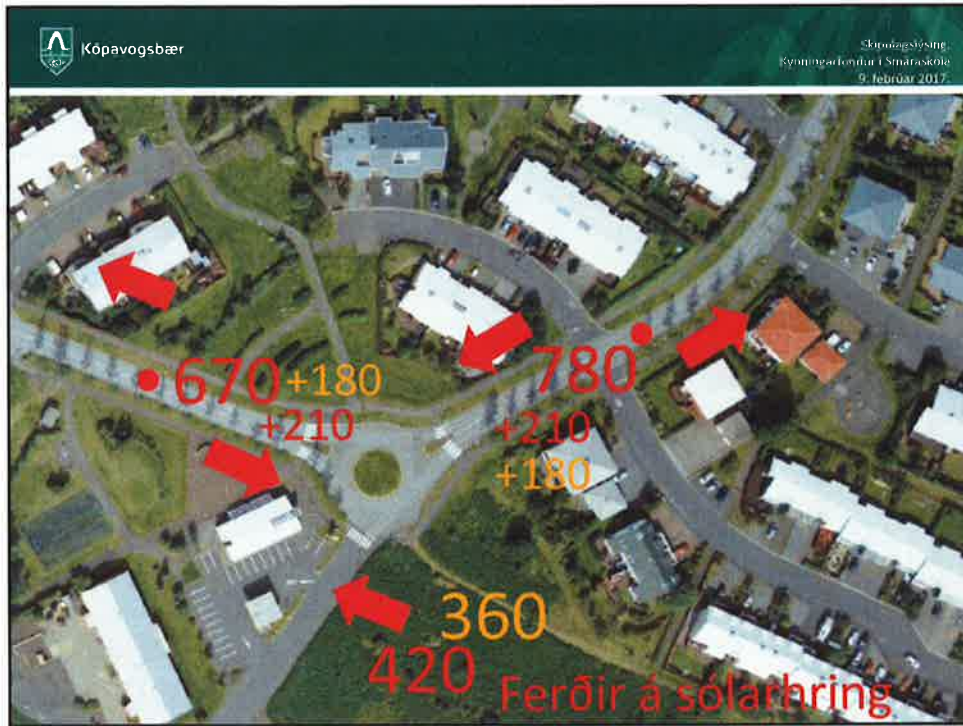 Kópavogsbær
Skipulagslýsing.
Kynningarfundur í Smáraskóla
9. febrúar 2017.
670 +180
+210
780
+210
+180
360
420
Ferðir á sólarhring